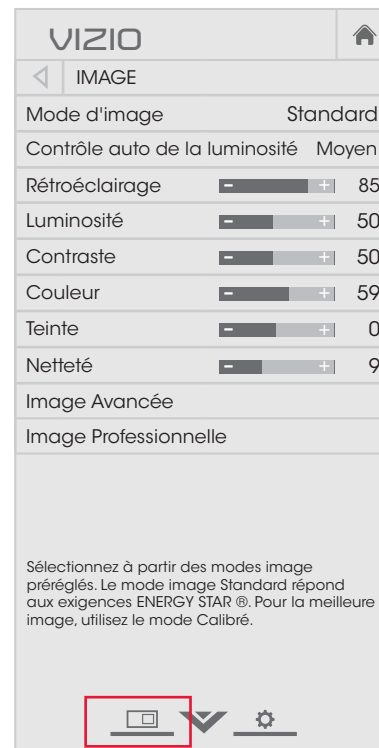 VIZIO
IMAGE
Mode d'image Standard
Contrôle auto de la luminosité Moyen
Rétroéclairage - + 85
Luminosité - + 50
Contraste - + 50
Couleur - + 59
Teinte - + 0
Netteté - + 9
Image Avancée
Image Professionnelle
Sélectionnez à partir des modes image
préréglés. Le mode image Standard répond
aux exigences ENERGY STAR ®. Pour la meilleure
image, utilisez le mode Calibré.